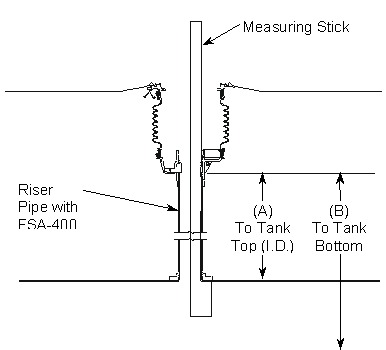 Measuring Stick
Riser
Pipe with
FSA-400
(A)
To Tank
Top (I.D.)
(B)
To Tank
Bottom